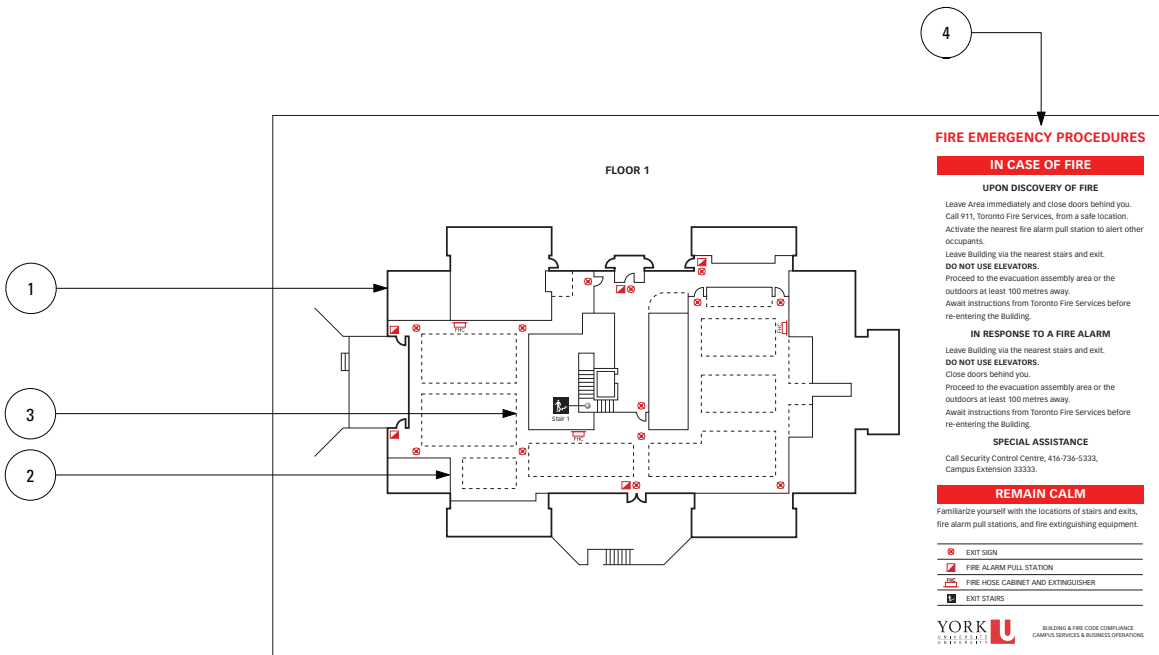 4
FIRE EMERGENCY PROCEDURES
IN CASE OF FIRE
FLOOR 1
UPON DISCOVERY OF FIRE
Leave Area immediately and close doors behind you.
Call 911, Toronto Fire Services, from a safe location.
Activate the nearest fire alarm pull station to alert other
occupants.
Leave Building via the nearest stairs and exit.
DO NOT USE ELEVATORS.
Proceed to the evacuation assembly area or the
outdoors at least 100 metres away.
Await instructions from Toronto Fire Services before
re-entering the Building.
IN RESPONSE TO A FIRE ALARM
Leave Building via the nearest stairs and exit.
DO NOT USE ELEVATORS.
Close doors behind you.
Proceed to the evacuation assembly area or the
outdoors at least 100 metres away.
Await instructions from Toronto Fire Services before
re-entering the Building.
SPECIAL ASSISTANCE
Call Security Control Centre, 416-736-5333,
Campus Extension 33333.
REMAIN CALM
Familiarize yourself with the locations of stairs and exits,
fire alarm pull stations, and fire extinguishing equipment.
EXIT SIGN
FIRE ALARM PULL STATION
FHC
FIRE HOSE CABINET AND EXTINGUISHER
EXIT STAIRS
YORK U
UNIVERSITÉ
UNIVERSITY
BUILDING & FIRE CODE COMPLIANCE
CAMPUS SERVICES & BUSINESS OPERATIONS
1
FHC
FHC
3
Stair 1
FHC
2